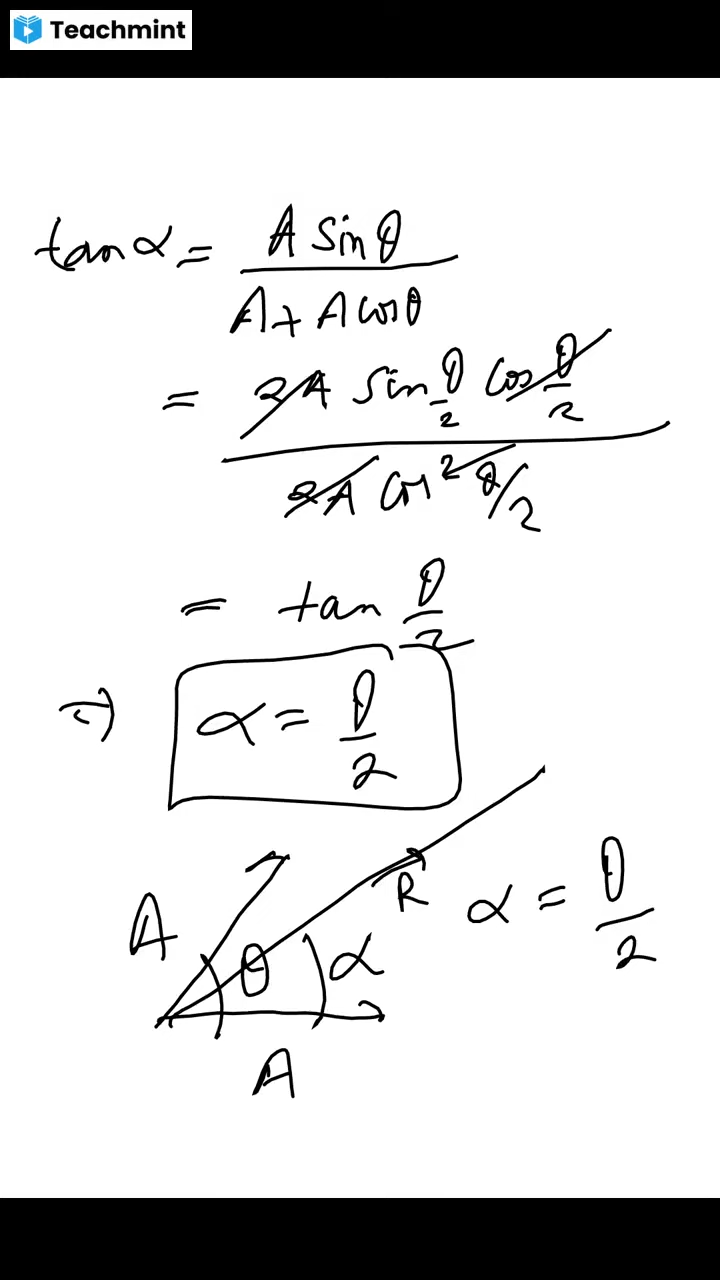 Teachmint
tan α = A sin θ / A + A cos θ
= 2A sin θ/2 cos θ/2 / 2A cos² θ/2
= tan θ/2
⇒ α = θ/2
A
R
α = θ/2
θ
α
A